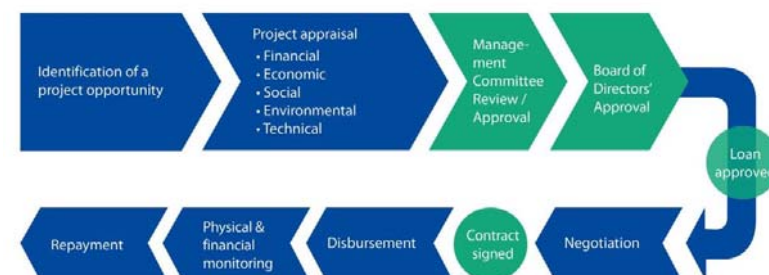 Identification of a
project opportunity
Project appraisal
• Financial
• Economic
• Social
• Environmental
• Technical
Manage-
ment
Committee
Review /
Approval
Board of
Directors'
Approval
Loan
approved
Negotiation
Contract
signed
Disbursement
Physical &
financial
monitoring
Repayment